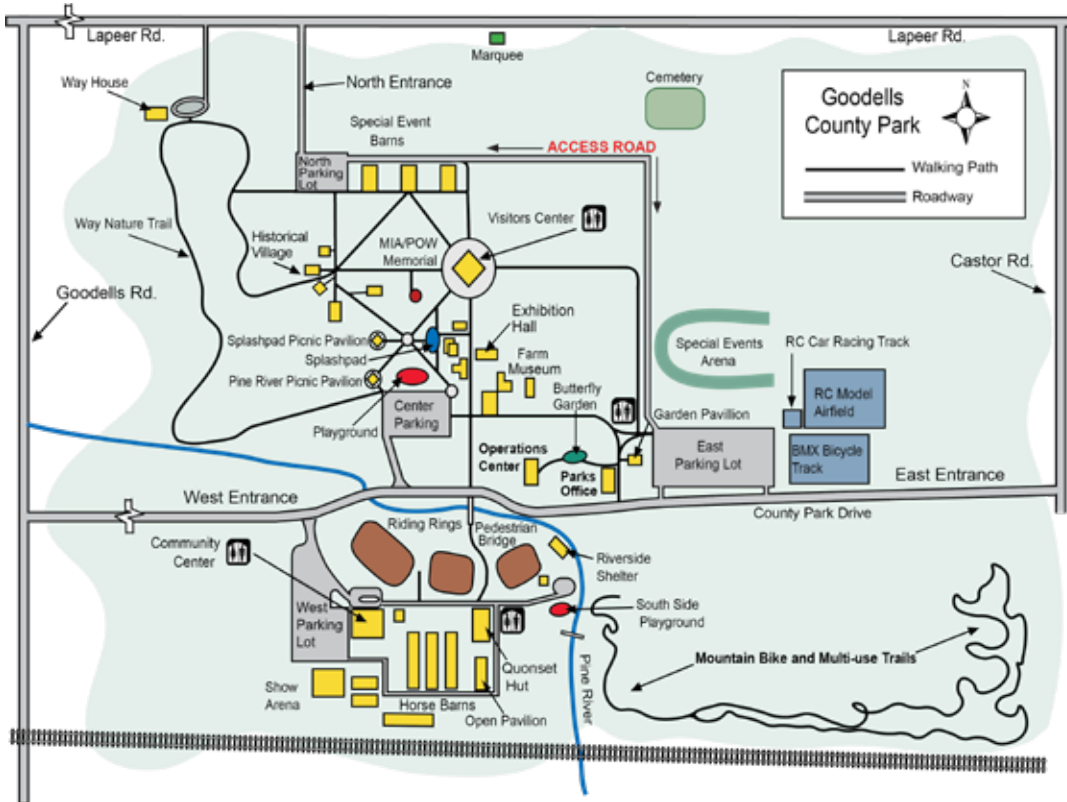 Lapeer Rd.
Lapeer Rd.
Marquee
Way House
North Entrance
Cemetery
Goodells
County Park
N
Special Event
Barns
ACCESS ROAD
North
Parking
Lot
Walking Path
Roadway
Visitors Center
Way Nature Trail
Historical
Village
MIA/POW
Memorial
Castor Rd.
Goodells Rd.
Exhibition
Hall
Splashpad Picnic Pavilion
Splashpad
Special Events
Arena
RC Car Racing Track
Farm
Museum
Pine River Picnic Pavilion
Butterfly
Garden
RC Model
Airfield
Center
Parking
Playground
Garden Pavillion
Operations
Center
Parks
Office
East
Parking Lot
BMX Bicycle
Track
East Entrance
West Entrance
County Park Drive
Riding Rings
Pedestrian
Bridge
Community
Center
Riverside
Shelter
West
Parking
Lot
South Side
Playground
Mountain Bike and Multi-use Trails
Quonset
Hut
Show
Arena
Horse Barns
Open Pavilion
Pine River